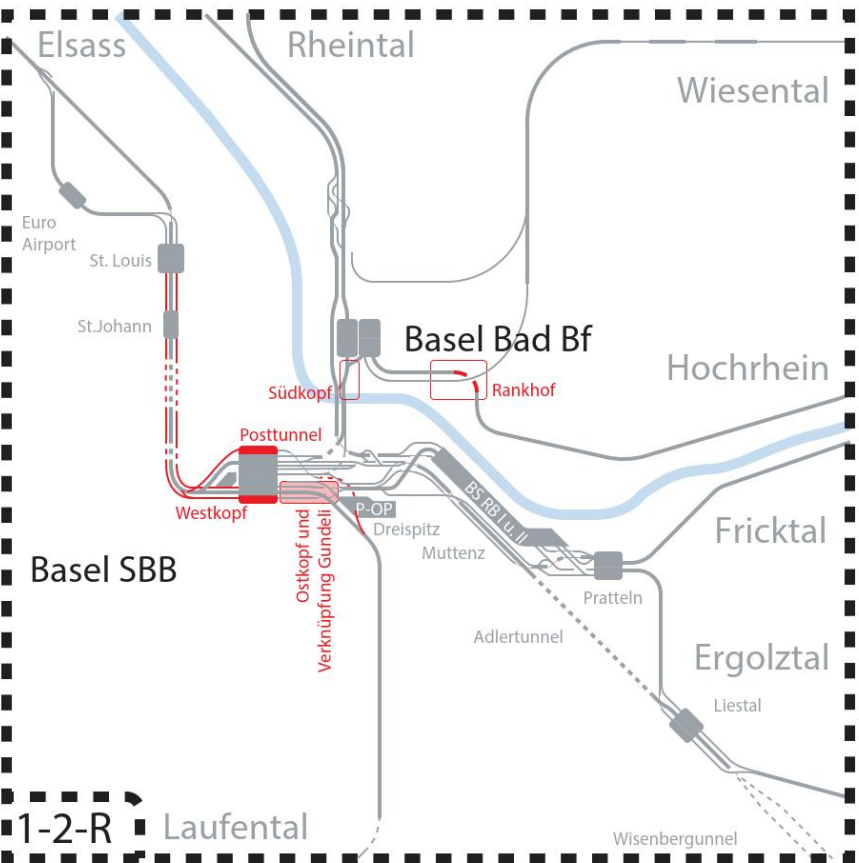 Elsass
Rheintal
Wiesental
Euro
Airport
St. Louis
St.Johann
Basel Bad Bf
Hochrhein
Südkopf
Rankhof
Posttunnel
Westkopf
Ostkopf und
Verknüpfung Gundeli
P-OP
Dreispitz
BS RB I u. II
Muttenz
Fricktal
Basel SBB
Pratteln
Adlertunnel
Ergolztal
Liestal
1-2-R
Laufental
Wisenbergunnel